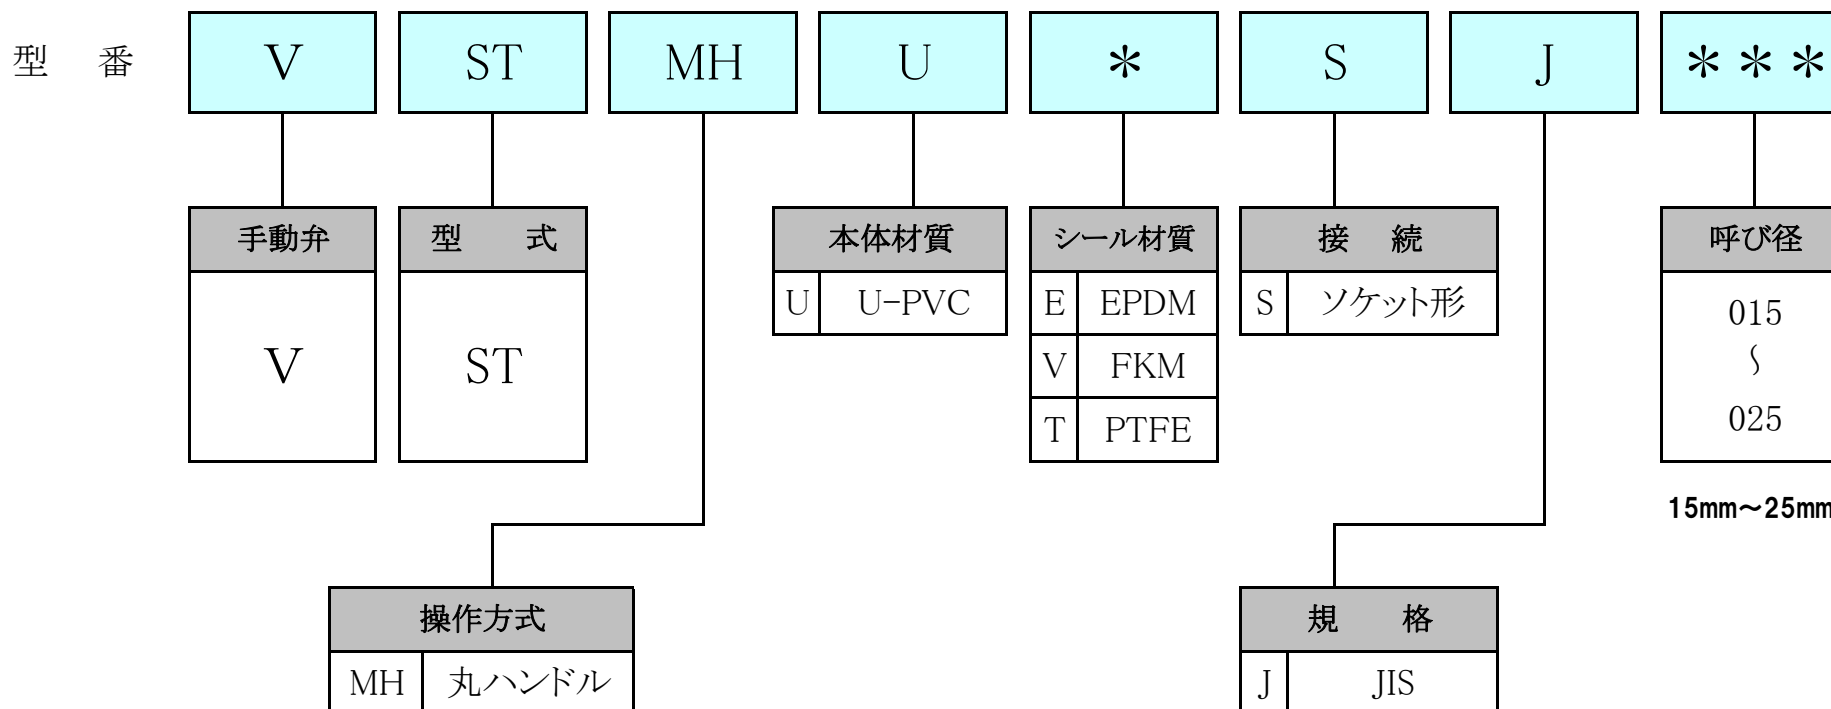 型 番 V ST MH U * S J ***
手動弁 型 式 本体材質 シール材質 接 続 呼び径
U U-PVC E EPDM S ソケット形
015
V ST V FKM ～
T PTFE 025
15mm～25mm
操作方式 規 格
MH 丸ハンドル J JIS